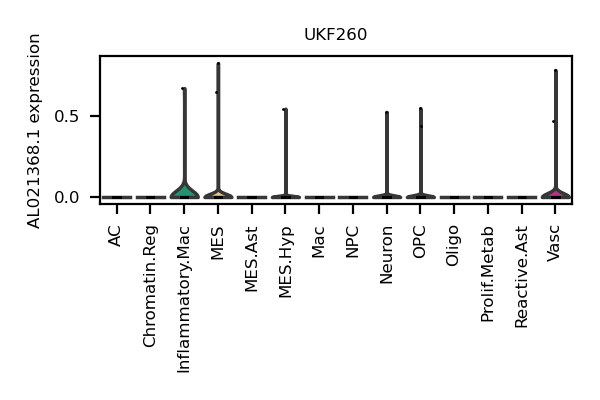 UKF260
AL021368.1 expression
0.5
0.0
AC
Chromatin.Reg
Inflammatory.Mac
MES
MES.Ast
MES.Hyp
Mac
NPC
Neuron
OPC
Oligo
Prolif.Metab
Reactive.Ast
Vasc